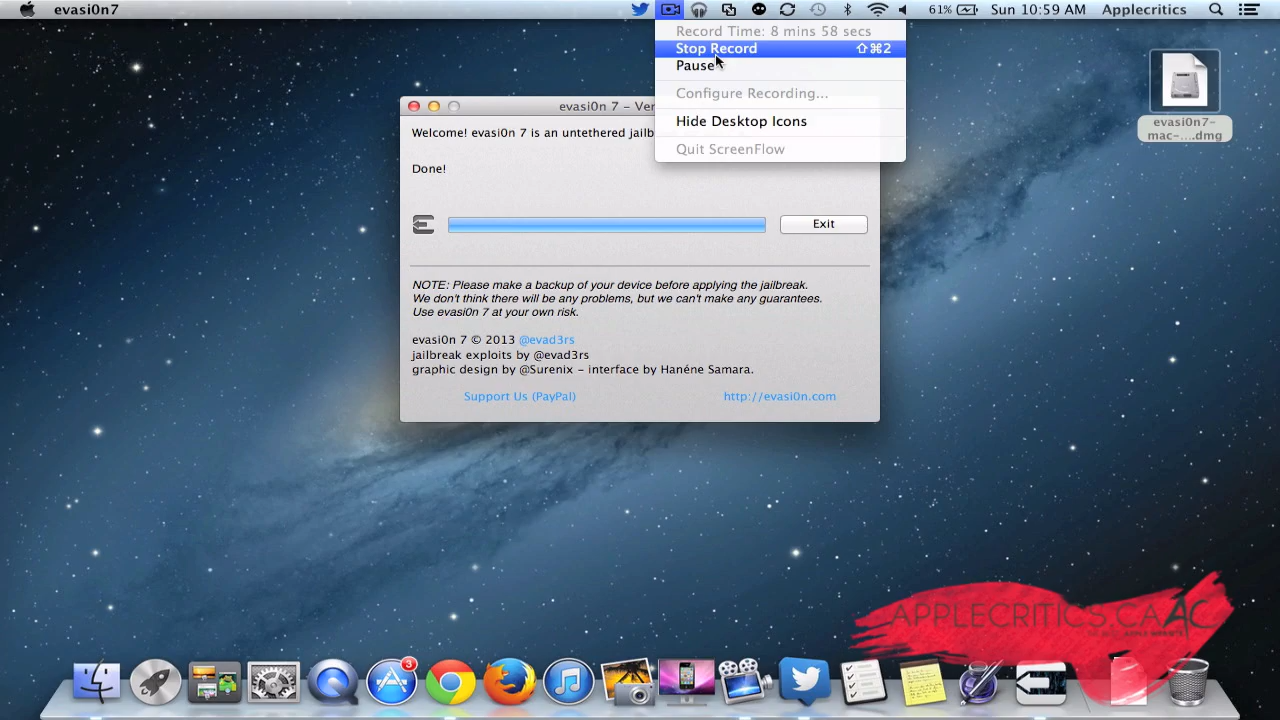 evasi0n7
61%
Sun 10:59 AM
Applecritics
Record Time: 8 mins 58 secs
Stop Record ⇧⌘2
Pause
Configure Recording...
Hide Desktop Icons
Quit ScreenFlow
evasi0n7-
mac-....dmg
evasi0n 7 – Ver
Welcome! evasi0n 7 is an untethered jailb
Done!
Exit
NOTE: Please make a backup of your device before applying the jailbreak.
We don't think there will be any problems, but we can't make any guarantees.
Use evasi0n 7 at your own risk.
evasi0n 7 © 2013 @evad3rs
jailbreak exploits by @evad3rs
graphic design by @Surenix – interface by Hanéne Samara.
Support Us (PayPal)
http://evasi0n.com
APPLECRITICS.CA AC
3